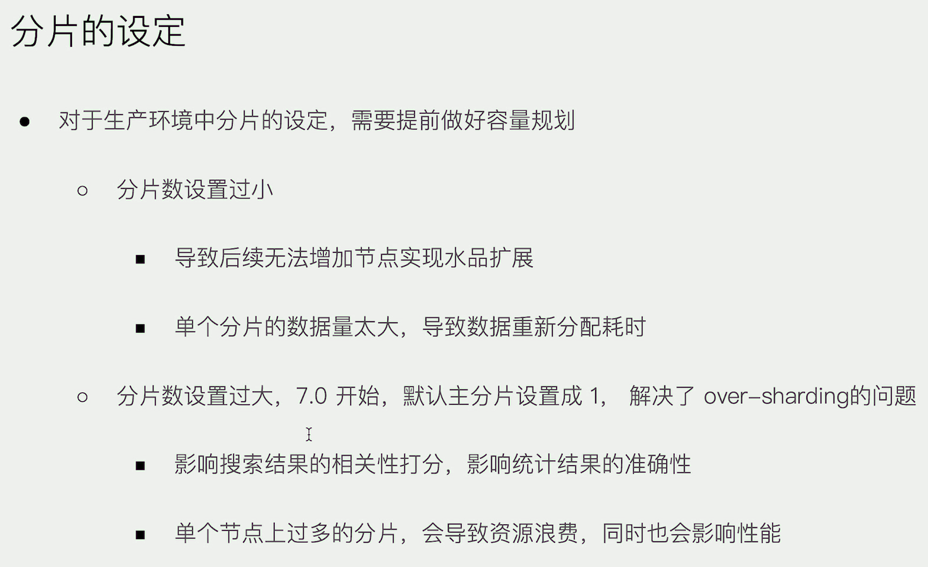 分片的设定
对于生产环境中分片的设定，需要提前做好容量规划
分片数设置过小
导致后续无法增加节点实现水品扩展
单个分片的数据量太大，导致数据重新分配耗时
分片数设置过大，7.0 开始，默认主分片设置成 1， 解决了 over-sharding的问题
影响搜索结果的相关性打分，影响统计结果的准确性
单个节点上过多的分片，会导致资源浪费，同时也会影响性能